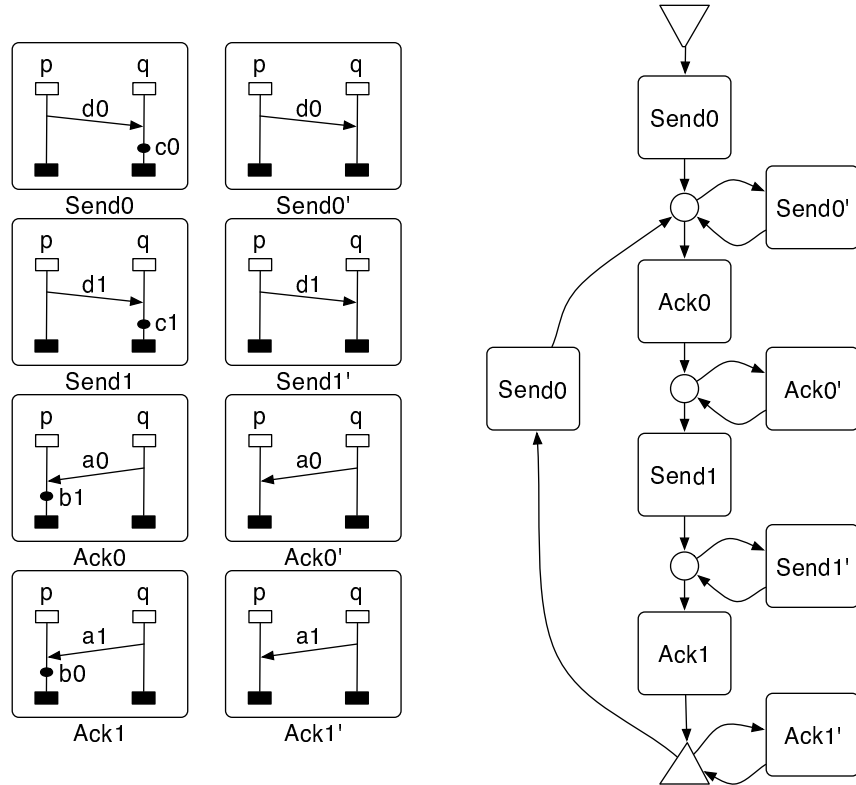 p q p q
d0 d0
c0
Send0 Send0'
p q p q
d1 d1
c1
Send1 Send1'
p q p q
a0 a0
b1
Ack0 Ack0'
p q p q
a1 a1
b0
Ack1 Ack1'
Send0
Send0'
Ack0
Send0
Ack0'
Send1
Send1'
Ack1
Ack1'